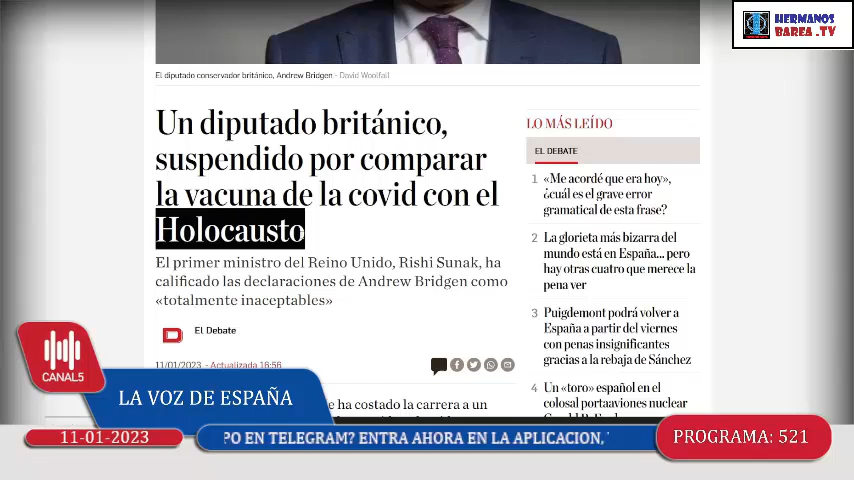 HERMANOS
BAREA .TV
El diputado conservador británico, Andrew Bridgen - David Woolfall
Un diputado británico,
suspendido por comparar
la vacuna de la covid con el
Holocausto
El primer ministro del Reino Unido, Rishi Sunak, ha
calificado las declaraciones de Andrew Bridgen como
«totalmente inaceptables»
El Debate
11/01/2023 - Actualizada 16:56
e ha costado la carrera a un
LO MÁS LEÍDO
EL DEBATE
1 «Me acordé que era hoy»,
¿cuál es el grave error
gramatical de esta frase?
2 La glorieta más bizarra del
mundo está en España... pero
hay otras cuatro que merece la
pena ver
3 Puigdemont podrá volver a
España a partir del viernes
con penas insignificantes
gracias a la rebaja de Sánchez
4 Un «toro» español en el
colosal portaaviones nuclear
CANAL5
LA VOZ DE ESPAÑA
11-01-2023
PO EN TELEGRAM? ENTRA AHORA EN LA APLICACION,
PROGRAMA: 521